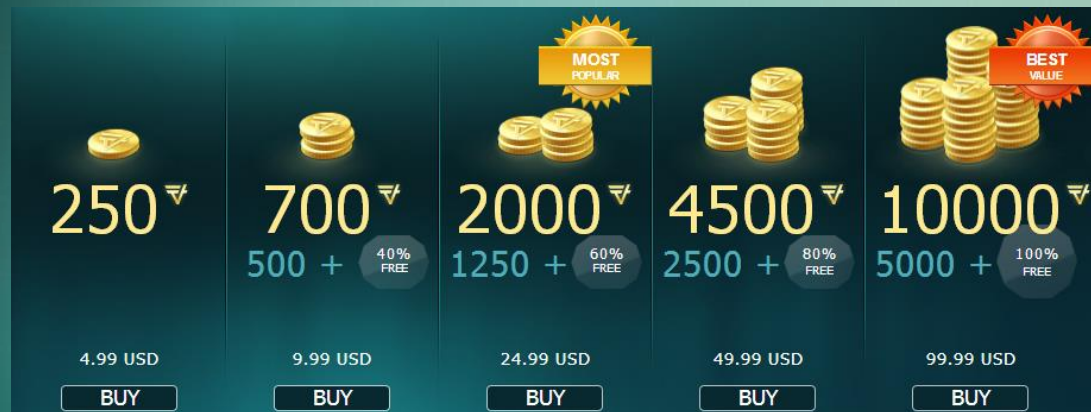 MOST
POPULAR
BEST
VALUE
250
700
2000
4500
10000
500 + 40%
FREE
1250 + 60%
FREE
2500 + 80%
FREE
5000 + 100%
FREE
4.99 USD
9.99 USD
24.99 USD
49.99 USD
99.99 USD
BUY
BUY
BUY
BUY
BUY